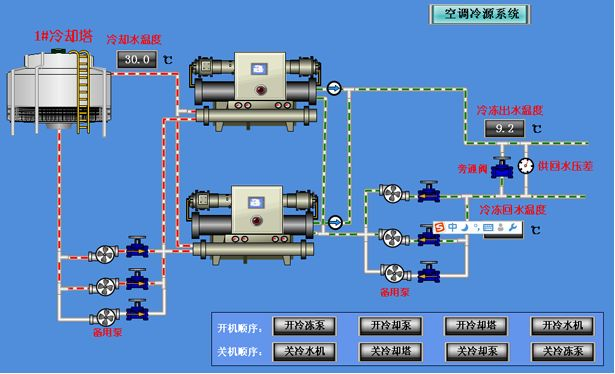 空调冷源系统
1#冷却塔
冷却水温度
30.0 ℃
冷冻出水温度
9.2 ℃
旁通阀
供回水压差
冷冻回水温度
中
℃
备用泵
备用泵
开机顺序： 开冷冻泵 开冷却泵 开冷却塔 开冷水机
关机顺序： 关冷水机 关冷却塔 关冷却泵 关冷冻泵